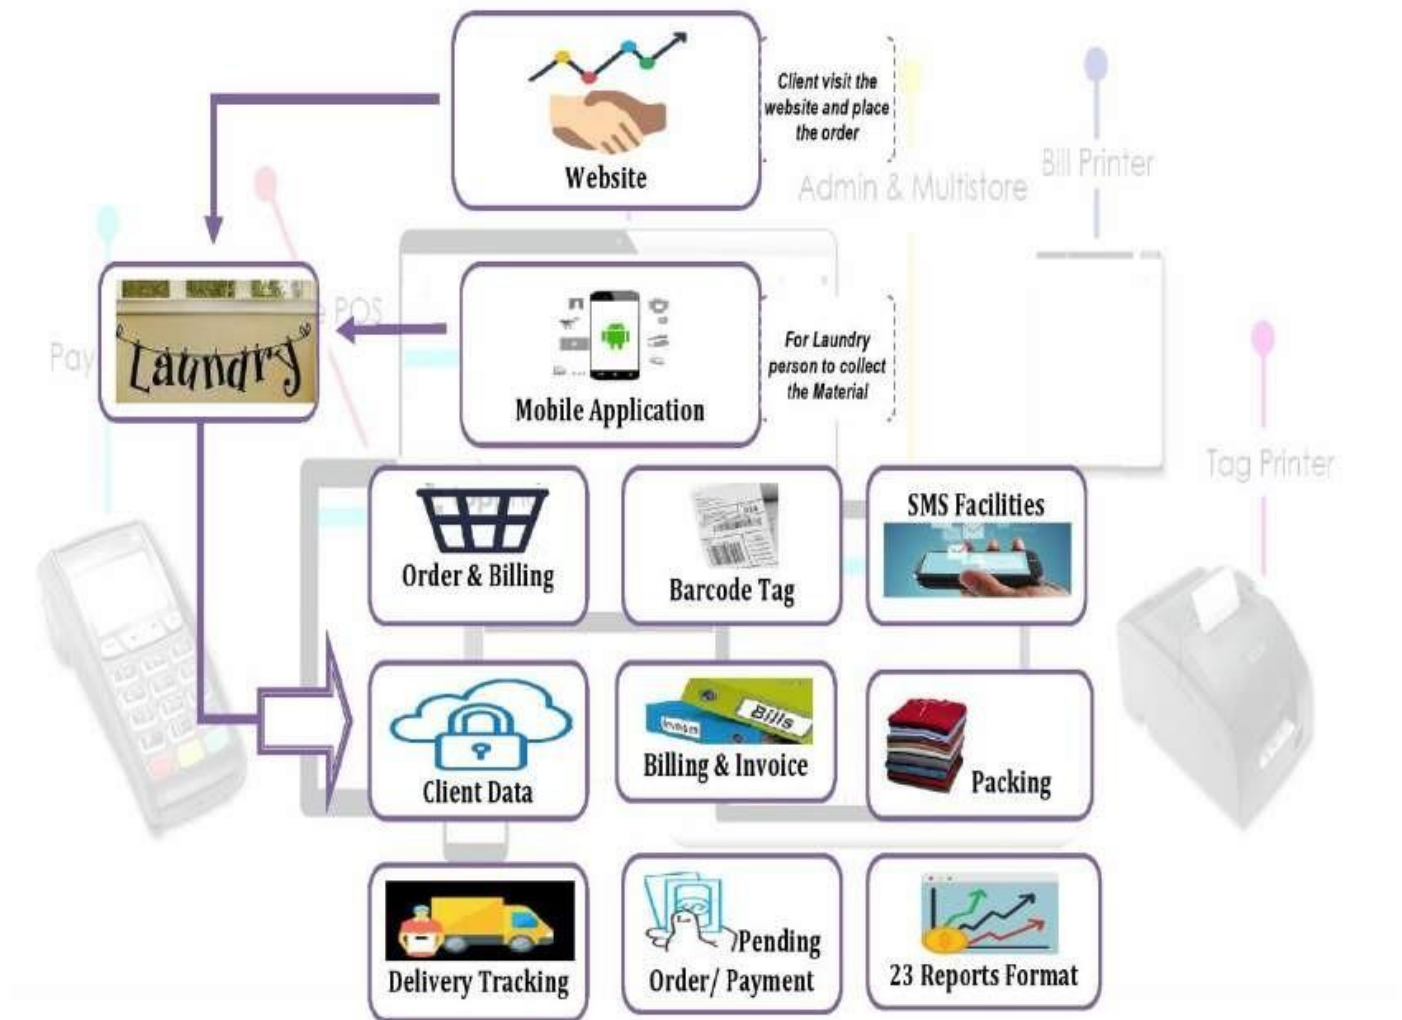 Client visit the
website and place
the order
Website
Bill Printer
Admin & Multistore
POS
Pay
Laundry
For Laundry
person to collect
the Material
Mobile Application
Tag Printer
SMS Facilities
Order & Billing
Barcode Tag
Bills
Invoices
Billing & Invoice
Client Data
Packing
Pending
Order/ Payment
Delivery Tracking
23 Reports Format